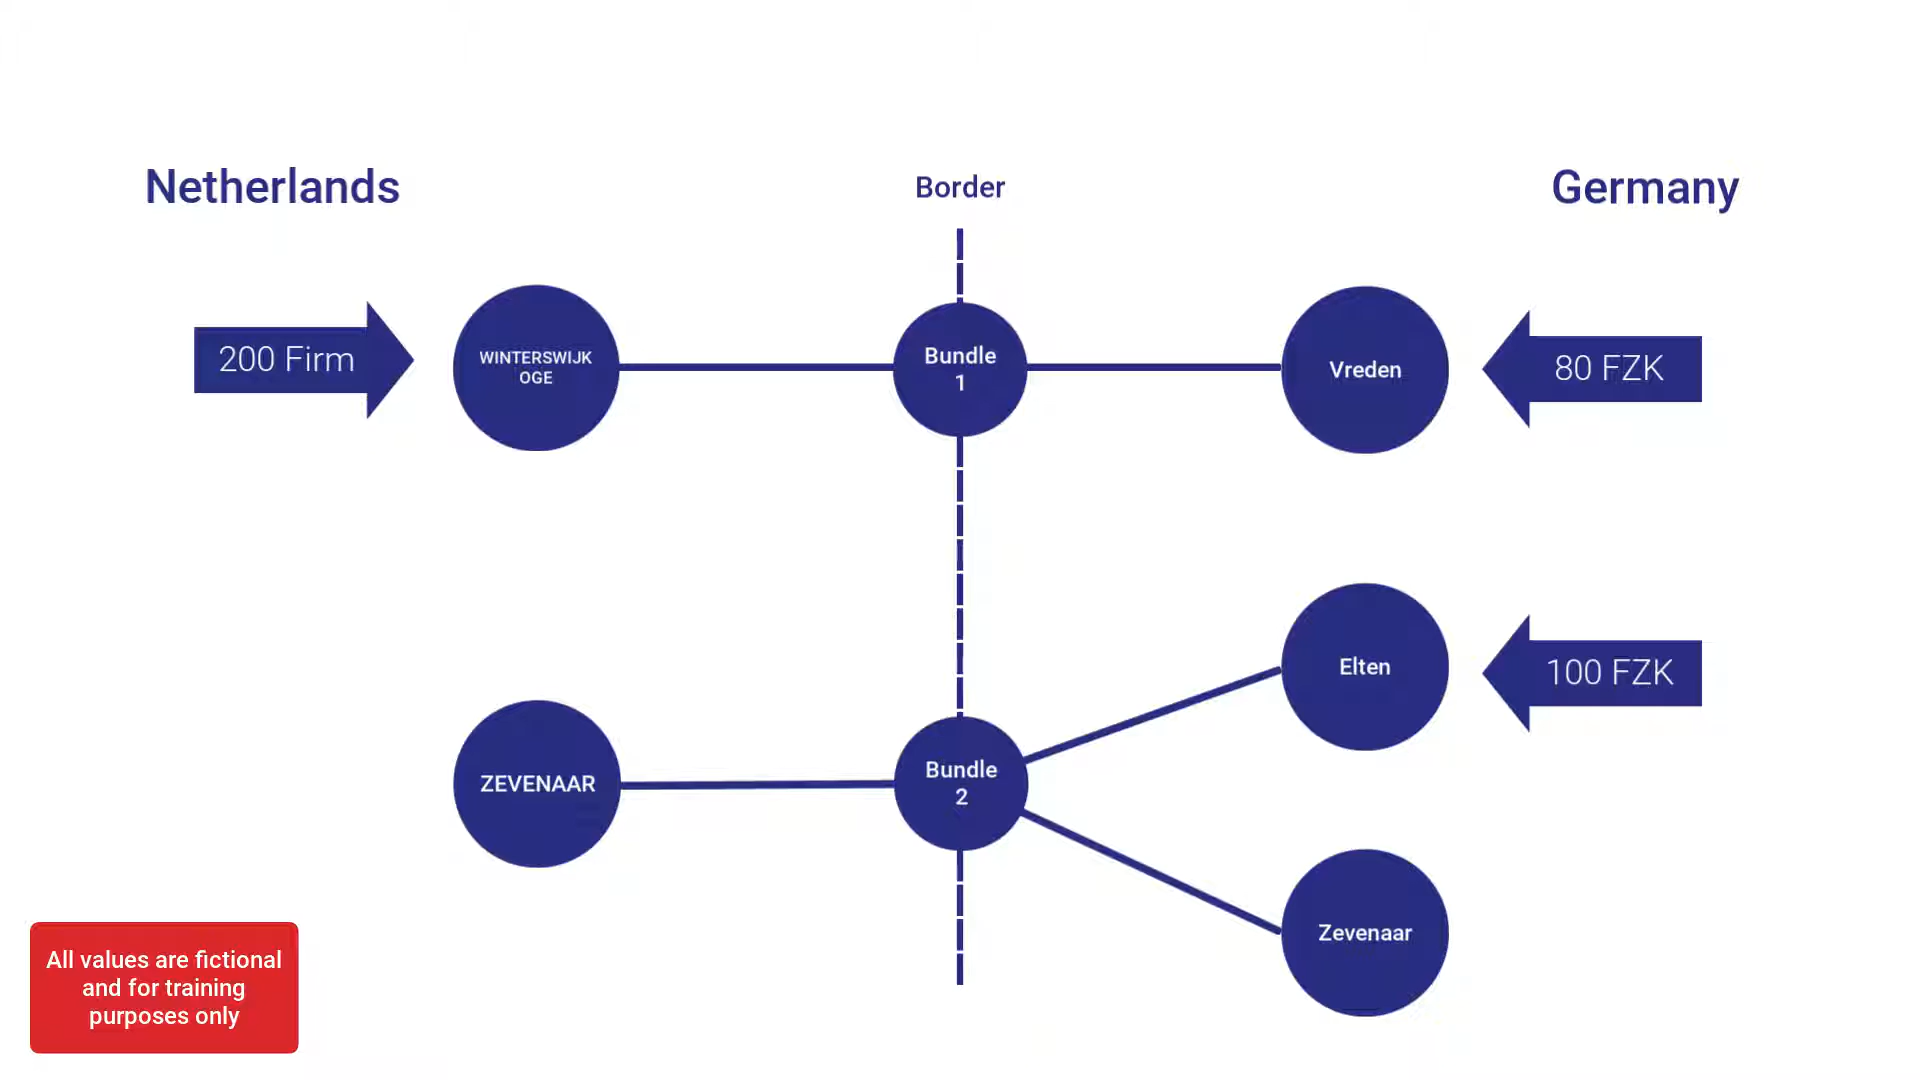 Netherlands
Border
Germany
200 Firm
WINTERSWIJK
OGE
Bundle
1
Vreden
80 FZK
Elten
100 FZK
ZEVENAAR
Bundle
2
Zevenaar
All values are fictional
and for training
purposes only